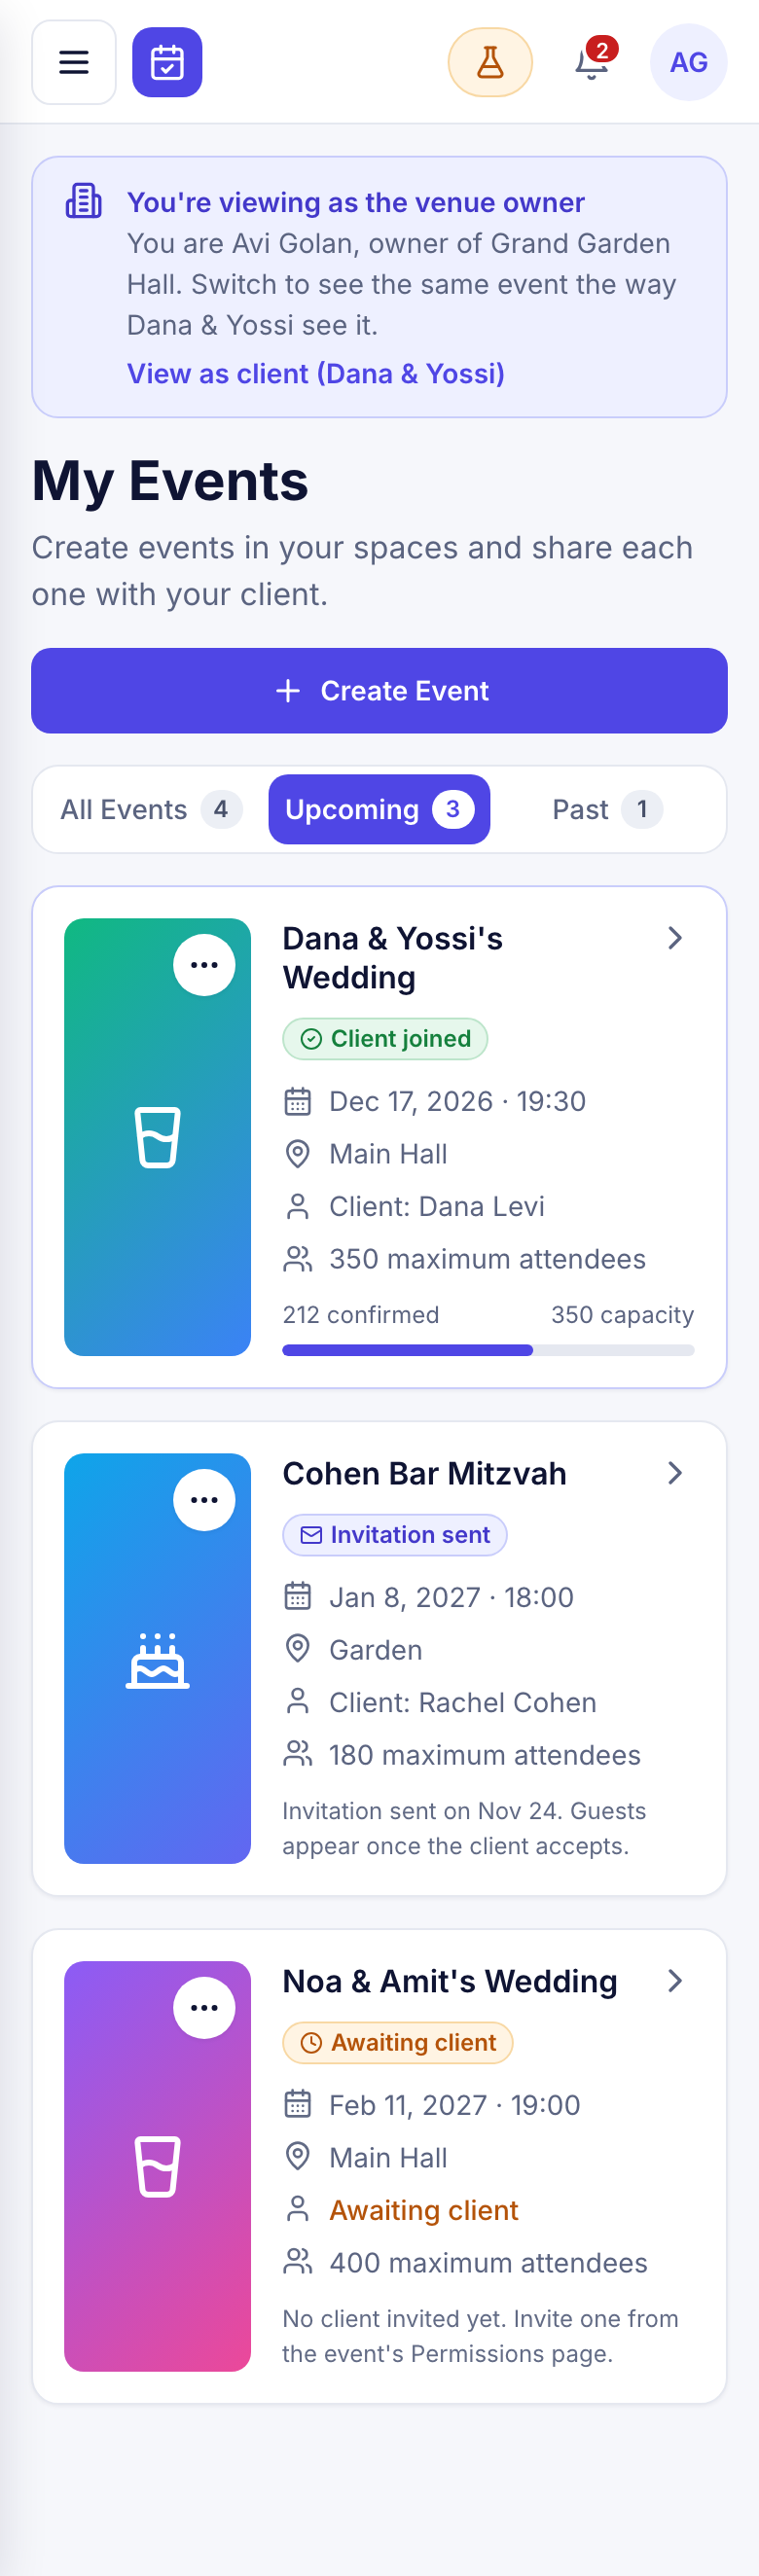 2
AG
You're viewing as the venue owner
You are Avi Golan, owner of Grand Garden
Hall. Switch to see the same event the way
Dana & Yossi see it.
View as client (Dana & Yossi)
My Events
Create events in your spaces and share each
one with your client.
Create Event
All Events 4 Upcoming 3 Past 1
Dana & Yossi's
Wedding
Client joined
Dec 17, 2026 · 19:30
Main Hall
Client: Dana Levi
350 maximum attendees
212 confirmed 350 capacity
Cohen Bar Mitzvah
Invitation sent
Jan 8, 2027 · 18:00
Garden
Client: Rachel Cohen
180 maximum attendees
Invitation sent on Nov 24. Guests
appear once the client accepts.
Noa & Amit's Wedding
Awaiting client
Feb 11, 2027 · 19:00
Main Hall
Awaiting client
400 maximum attendees
No client invited yet. Invite one from
the event's Permissions page.